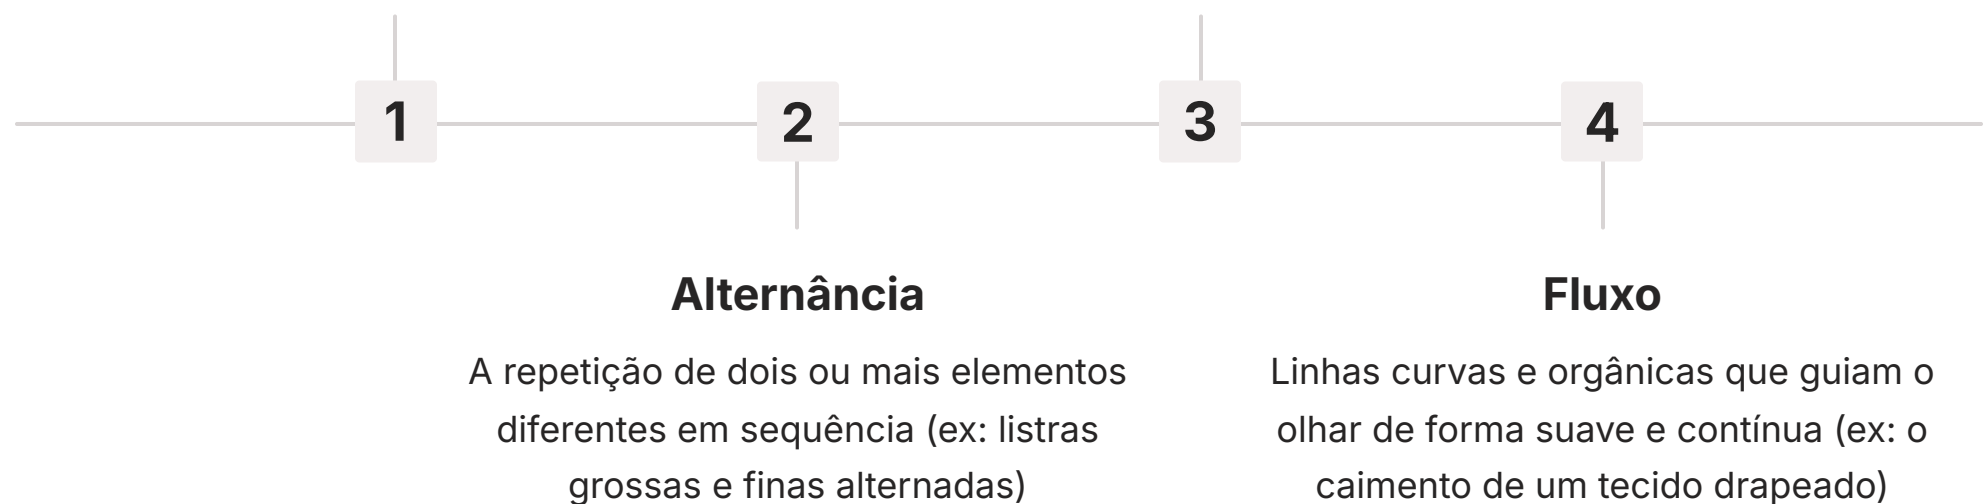 1
2
3
4
Alternância
A repetição de dois ou mais elementos
diferentes em sequência (ex: listras
grossas e finas alternadas)
Fluxo
Linhas curvas e orgânicas que guiam o
olhar de forma suave e contínua (ex: o
caimento de um tecido drapeado)